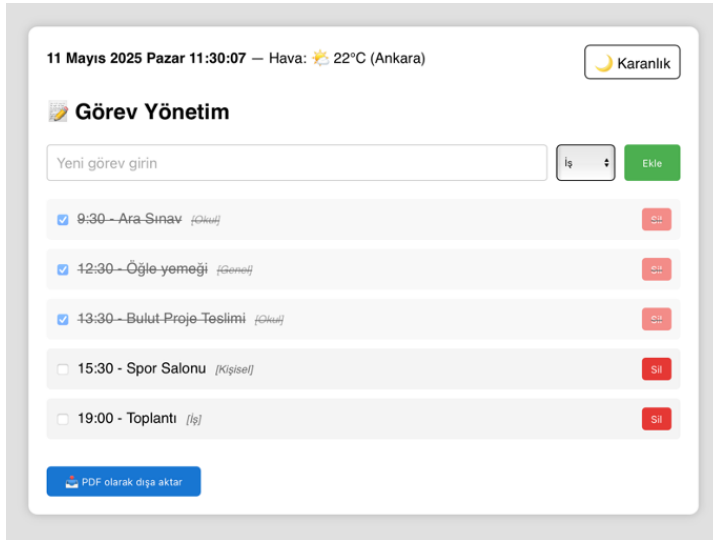 11 Mayıs 2025 Pazar 11:30:07 — Hava: 🌤️ 22°C (Ankara)
🌙 Karanlık
📝 Görev Yönetim
Yeni görev girin
İş
Ekle
9:30 - Ara Sınav [Okul]
Sil
12:30 - Öğle yemeği [Genel]
Sil
13:30 - Bulut Proje Teslimi [Okul]
Sil
15:30 - Spor Salonu [Kişisel]
Sil
19:00 - Toplantı [İş]
Sil
📤 PDF olarak dışa aktar